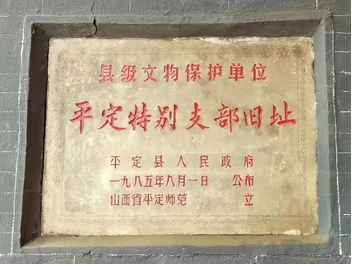 县级文物保护单位
平定特别支部旧址
平定县人民政府
一九八五年八月一日 公布
山西省平定师范 立